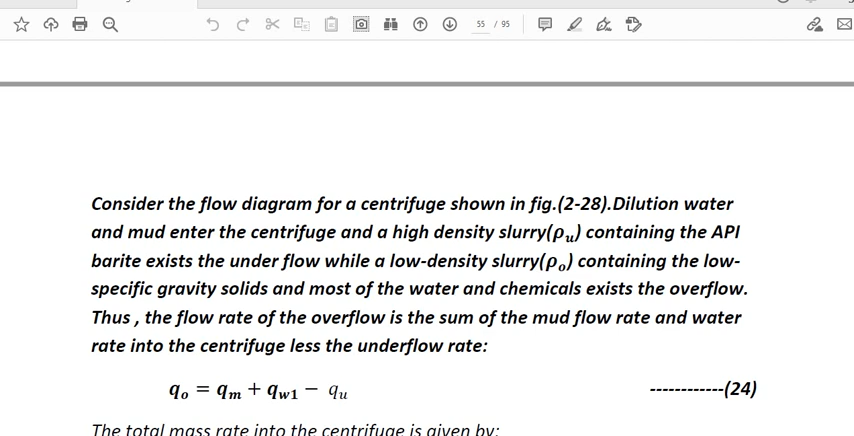 55 / 95
Consider the flow diagram for a centrifuge shown in fig.(2-28).Dilution water
and mud enter the centrifuge and a high density slurry(ρᵤ) containing the API
barite exists the under flow while a low-density slurry(ρₒ) containing the low-
specific gravity solids and most of the water and chemicals exists the overflow.
Thus , the flow rate of the overflow is the sum of the mud flow rate and water
rate into the centrifuge less the underflow rate:
qₒ = qₘ + q_w1 − qᵤ ------------(24)
The total mass rate into the centrifuge is given by: